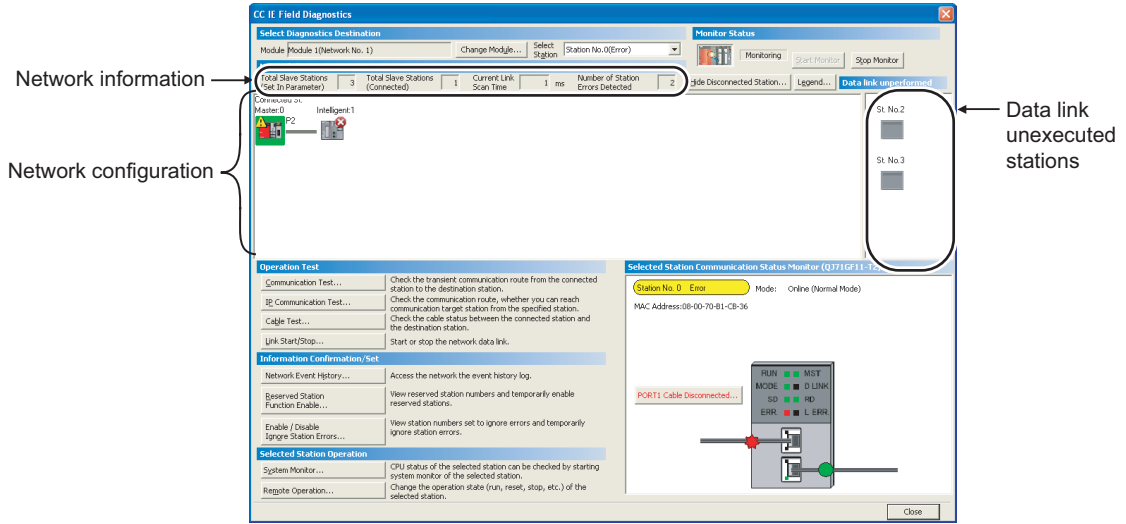 CC IE Field Diagnostics
Select Diagnostics Destination
Monitor Status
Module Module 1(Network No. 1)
Change Module...
Select Station
Station No.0(Error)
Monitoring
Start Monitor
Stop Monitor
Network information
Total Slave Stations (Set In Parameter) 3
Total Slave Stations (Connected) 1
Current Link Scan Time 1 ms
Number of Station Errors Detected 2
Hide Disconnected Station...
Legend...
Data link unperformed
Connected St.
Master:0
Intelligent:1
P2
St. No.2
St. No.3
Data link
unexecuted
stations
Network configuration
Operation Test
Communication Test...
Check the transient communication route from the connected
station to the destination station.
IP Communication Test...
Check the communication route, whether you can reach
communication target station from the specified station.
Cable Test...
Check the cable status between the connected station and
the destination station.
Link Start/Stop...
Start or stop the network data link.
Information Confirmation/Set
Network Event History...
Access the network the event history log.
Reserved Station
Function Enable...
View reserved station numbers and temporarily enable
reserved stations.
Enable / Disable
Ignore Station Errors...
View station numbers set to ignore errors and temporarily
ignore station errors.
Selected Station Operation
System Monitor...
CPU status of the selected station can be checked by starting
system monitor of the selected station.
Remote Operation...
Change the operation state (run, reset, stop, etc.) of the
selected station.
Selected Station Communication Status Monitor (QJ71GF11-T2)
Station No. 0 Error
Mode: Online (Normal Mode)
MAC Address:08-00-70-B1-CB-36
RUN MST
MODE D LINK
SD RD
ERR. L ERR.
PORT1 Cable Disconnected...
Close